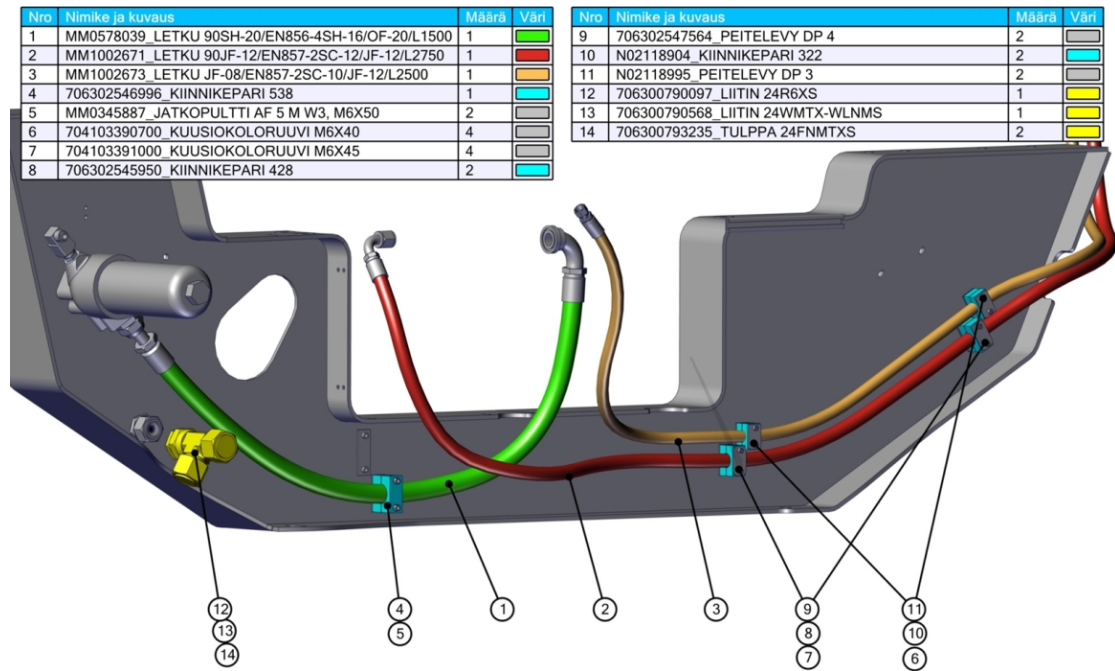 Nro Nimike ja kuvaus Määrä Väri
1 MM0578039_LETKU 90SH-20/EN856-4SH-16/OF-20/L1500 1
2 MM1002671_LETKU 90JF-12/EN857-2SC-12/JF-12/L2750 1
3 MM1002673_LETKU JF-08/EN857-2SC-10/JF-12/L2500 1
4 706302546996_KIINNIKEPARI 538 1
5 MM0345887_JATKOPULTTI AF 5 M W3, M6X50 2
6 704103390700_KUUSIOKOLORUUVI M6X40 4
7 704103391000_KUUSIOKOLORUUVI M6X45 4
8 706302545950_KIINNIKEPARI 428 2
Nro Nimike ja kuvaus Määrä Väri
9 706302547564_PEITELEVY DP 4 2
10 N02118904_KIINNIKEPARI 322 2
11 N02118995_PEITELEVY DP 3 2
12 706300790097_LIITIN 24R6XS 1
13 706300790568_LIITIN 24WMTX-WLNMS 1
14 706300793235_TULPPA 24FNMTXS 2
12 4 1 2 3 9 11
13 5 8 10
14 7 6